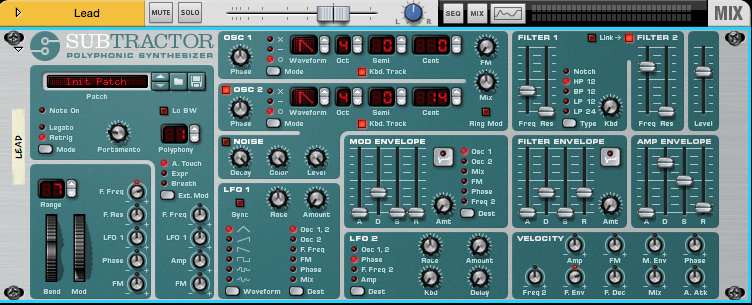 Lead
MUTE
SOLO
L
R
SEQ
MIX
MIX
SUBTRACTOR
POLYPHONIC SYNTHESIZER
Init Patch
Patch
Note On
Lo BW
Legato
Retrig
Mode
Portamento
Polyphony
LEAD
A. Touch
Expr
Breath
Ext. Mod
Range
7
Bend
Mod
F. Freq
F. Res
LFO 1
Phase
FM
F. Freq
LFO 1
Amp
FM
OSC 1
Phase
X
-
O
Mode
Waveform
Oct
4
Semi
0
Cent
0
Kbd. Track
FM
OSC 2
Phase
X
-
O
Mode
Waveform
Oct
4
Semi
0
Cent
Kbd. Track
Mix
Ring Mod
NOISE
Decay
Color
Level
LFO 1
Sync
Rate
Amount
Osc 1, 2
Osc 2
F. Freq
FM
Phase
Mix
Waveform
Dest
MOD ENVELOPE
A
D
S
R
Amt
Osc 1
Osc 2
Mix
FM
Phase
Freq 2
Dest
LFO 2
Osc 1, 2
Phase
F. Freq 2
Amp
Dest
Rate
Amount
Kbd
Delay
FILTER 1
Freq
Res
Notch
HP 12
BP 12
LP 12
LP 24
Type
Kbd
Link
FILTER 2
Freq
Res
Level
FILTER ENVELOPE
A
D
S
R
Amt
AMP ENVELOPE
A
D
S
R
VELOCITY
Amp
FM
M. Env
Phase
Freq 2
F. Env
F. Dec
Mix
A. Atk